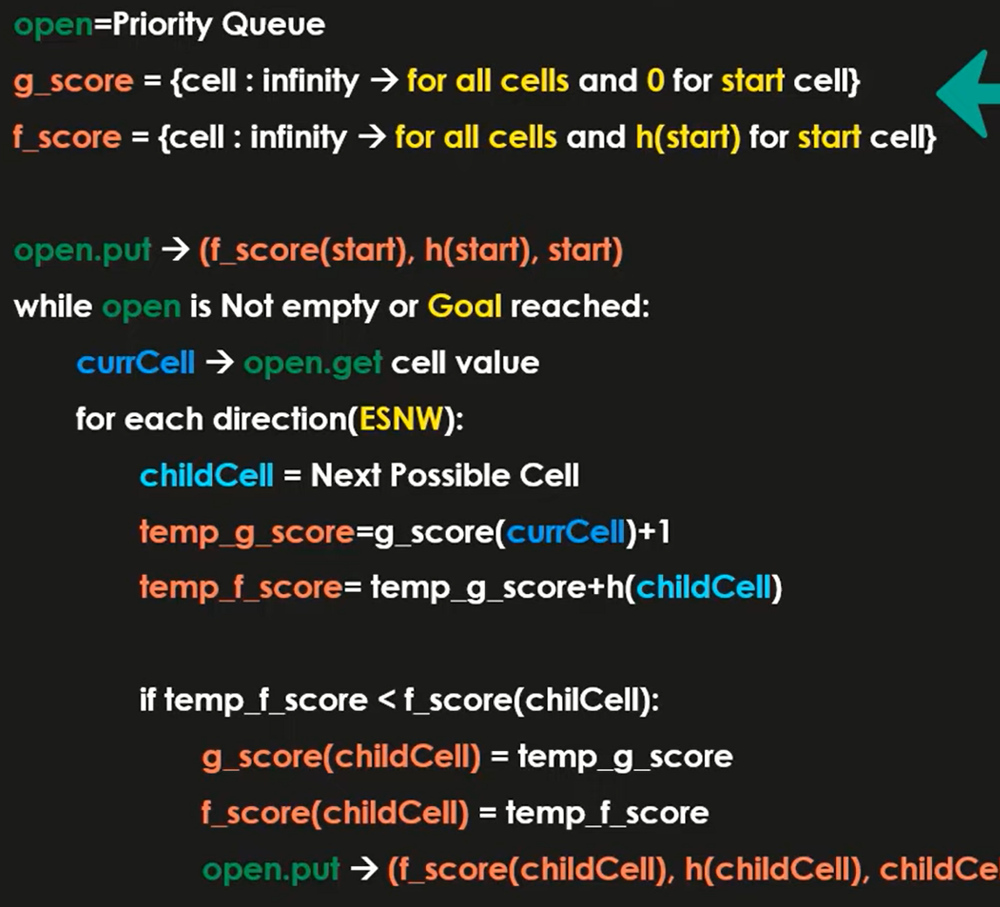 open=Priority Queue
g_score = {cell : infinity → for all cells and 0 for start cell}
f_score = {cell : infinity → for all cells and h(start) for start cell}
open.put → (f_score(start), h(start), start)
while open is Not empty or Goal reached:
currCell → open.get cell value
for each direction(ESNW):
childCell = Next Possible Cell
temp_g_score=g_score(currCell)+1
temp_f_score= temp_g_score+h(childCell)
if temp_f_score < f_score(chilCell):
g_score(childCell) = temp_g_score
f_score(childCell) = temp_f_score
open.put → (f_score(childCell), h(childCell), childCe